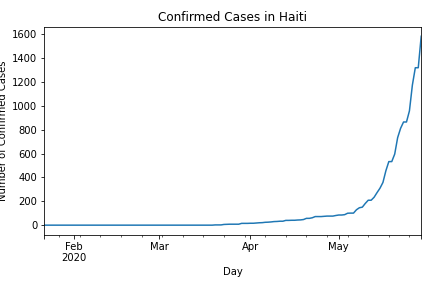 Confirmed Cases in Haiti
Number of Confirmed Cases
1600
1400
1200
1000
800
600
400
200
0
Feb Mar Apr May
2020
Day